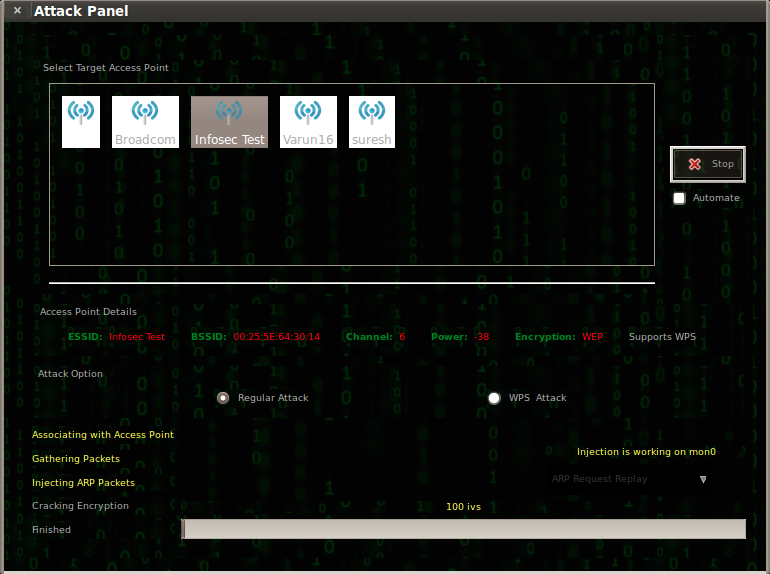 Attack Panel
Select Target Access Point
Broadcom Infosec Test Varun16 suresh
Stop
Automate
Access Point Details
ESSID: Infosec Test BSSID: 00:25:5E:64:30:14 Channel: 6 Power: -38 Encryption: WEP Supports WPS
Attack Option
Regular Attack WPS Attack
Associating with Access Point
Injection is working on mon0
Gathering Packets
ARP Request Replay
Injecting ARP Packets
Cracking Encryption
100 ivs
Finished